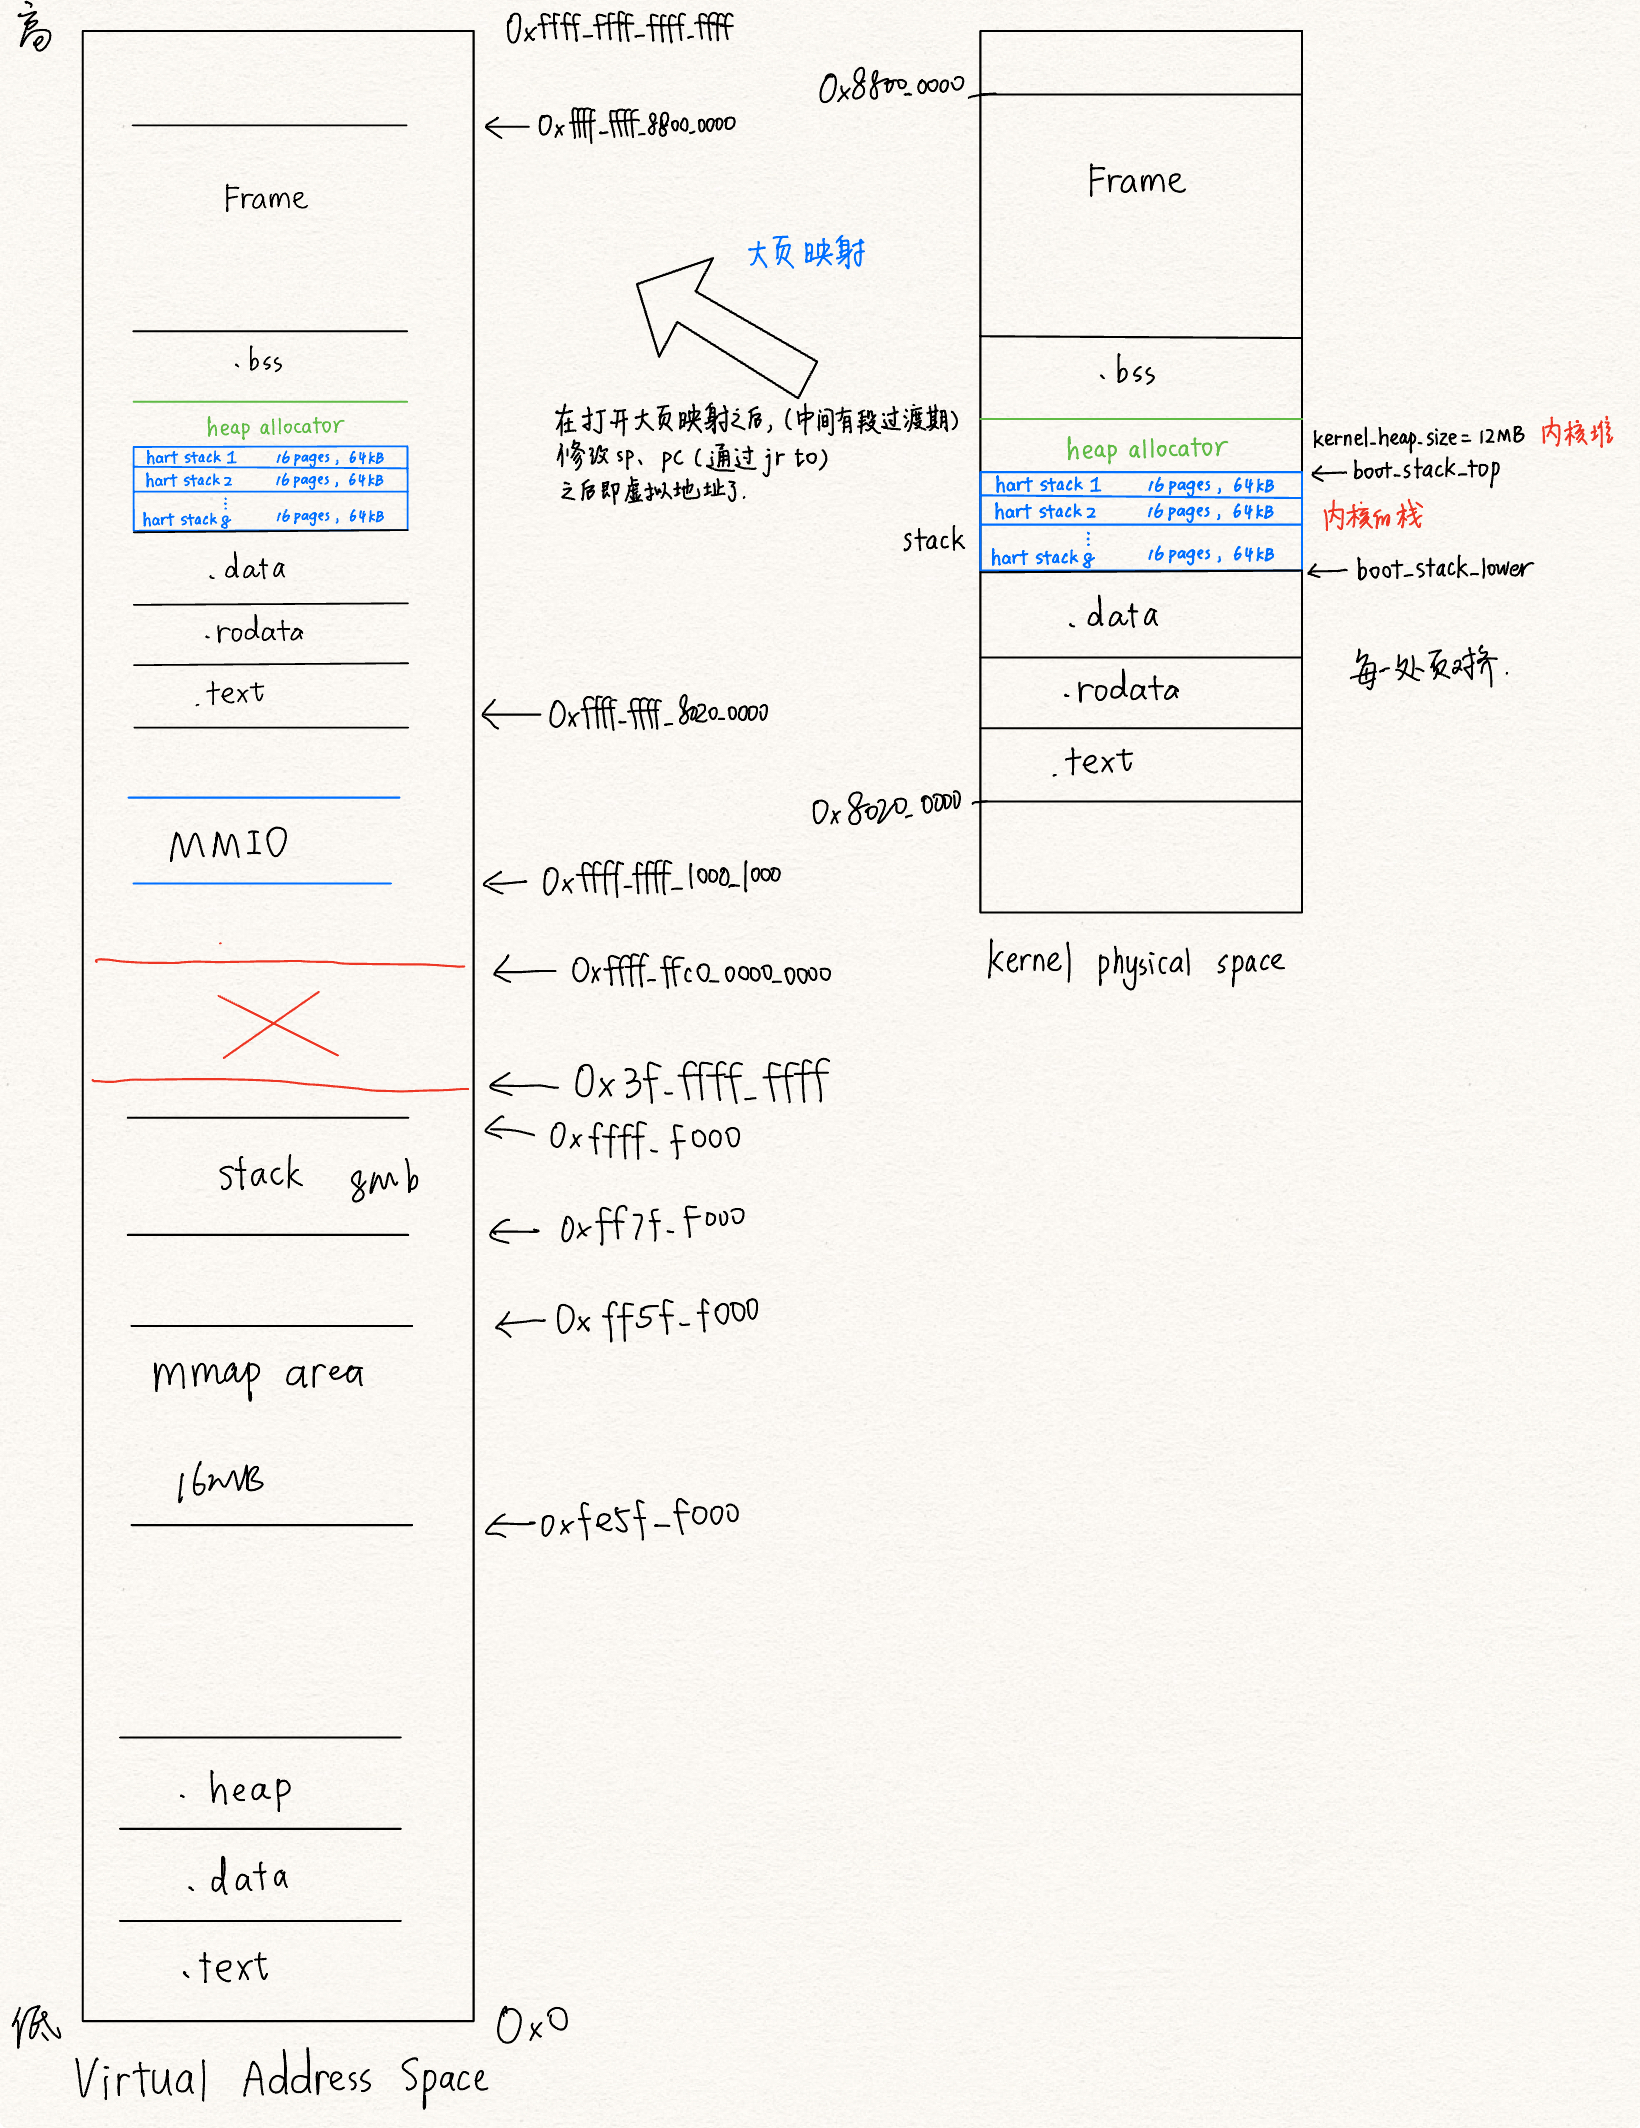 高
0xffff_ffff_ffff_ffff
0xffff_ffff_8800_0000
Frame
.bss
heap allocator
hart stack 1 16 pages, 64kB
hart stack 2 16 pages, 64kB
⋮
hart stack 8 16 pages, 64kB
.data
.rodata
.text
0xffff_ffff_8020_0000
MMIO
0xffff_ffff_1000_1000
0xffff_ffc0_0000_0000
0x3f_ffff_ffff
0xffff_f000
stack 8mb
0xff7f_f000
0xff5f_f000
mmap area
16MB
0xfe5f_f000
.heap
.data
.text
低
0x0
Virtual Address Space
大页映射
在打开大页映射之后,(中间有段过渡期)
修改sp、pc(通过jr to)
之后即虚拟地址了.
0x8800_0000
Frame
.bss
heap allocator
kernel_heap_size = 12MB 内核堆
boot_stack_top
hart stack 1 16 pages, 64kB
hart stack 2 16 pages, 64kB
⋮
hart stack 8 16 pages, 64kB
内核的栈
stack
boot_stack_lower
.data
每一处页对齐.
.rodata
.text
0x8020_0000
kernel physical space